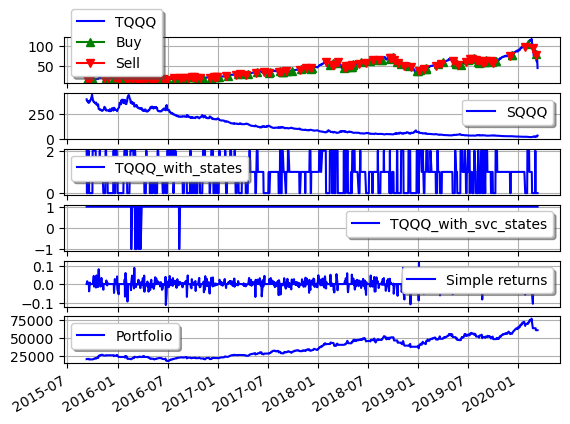 TQQQ
Buy
Sell
100
50
SQQQ
250
0
TQQQ_with_states
2
0
TQQQ_with_svc_states
1
0
−1
Simple returns
0.1
0.0
−0.1
Portfolio
75000
50000
25000
2015-07 2016-01 2016-07 2017-01 2017-07 2018-01 2018-07 2019-01 2019-07 2020-01